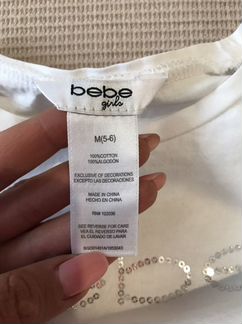 bebe
girls
M(5-6)
100%COTTON
100%ALGODÓN
EXCLUSIVE OF DECORATIONS
EXCEPTO LAS DECORACIONES
MADE IN CHINA
HECHO EN CHINA
RN# 102006
SEE REVERSE FOR CARE
VEA EL REVERSO PARA
EL CUIDADO DE LAVAR